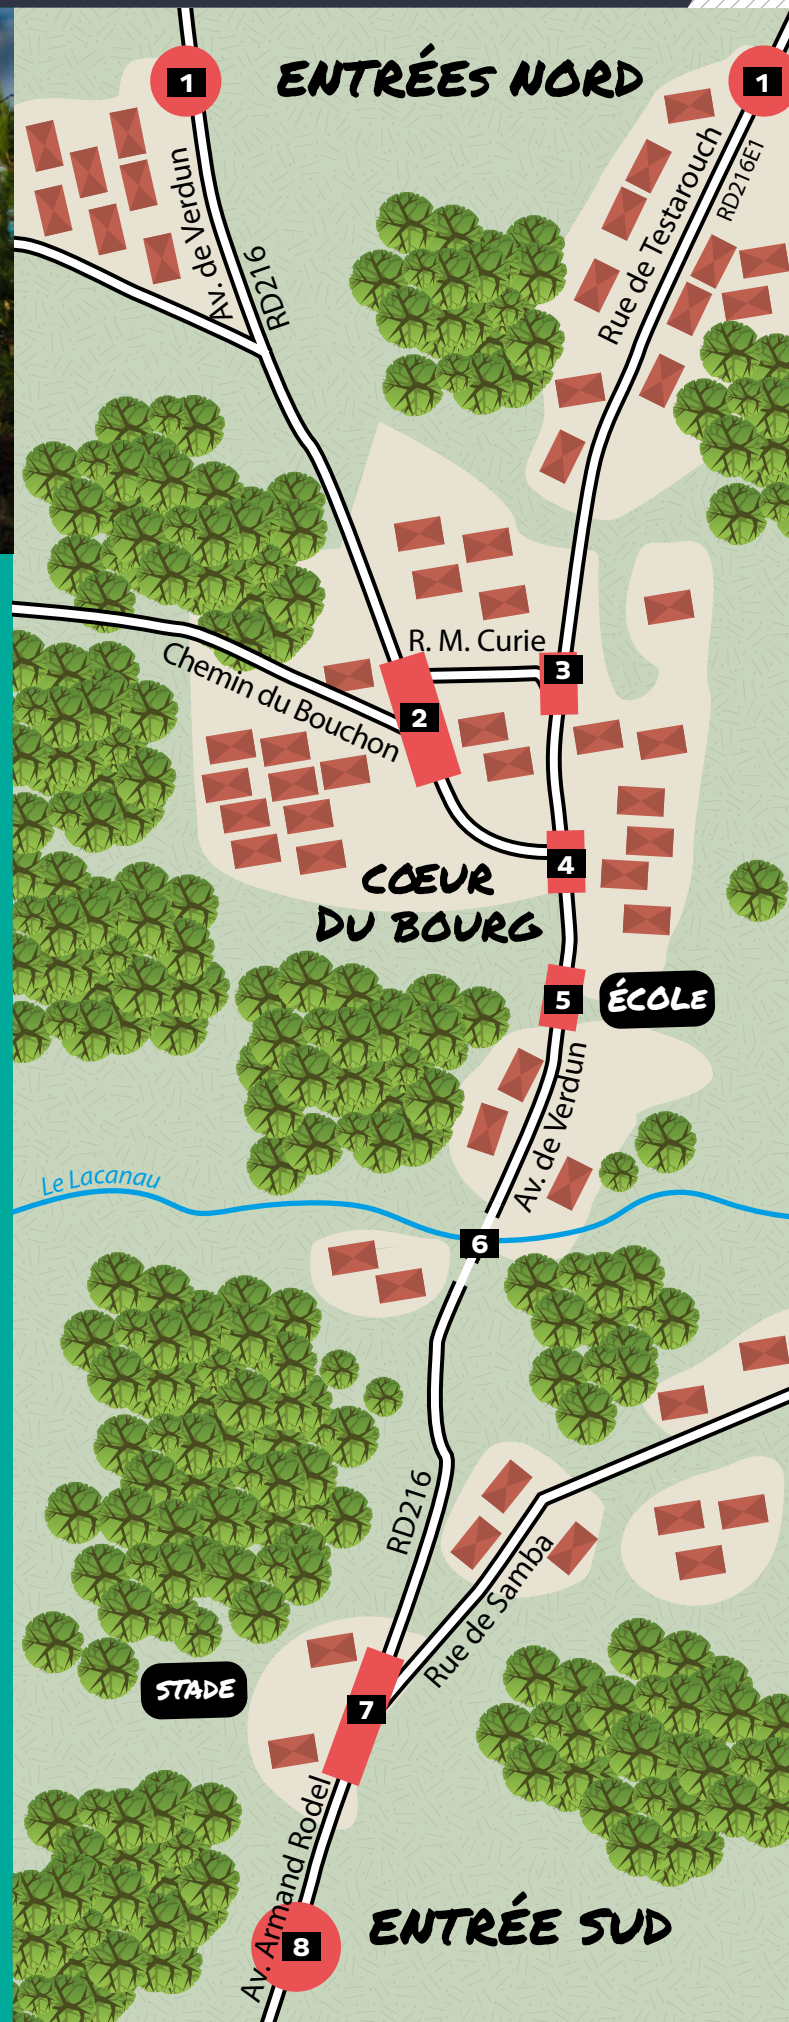 ENTRÉES NORD
1
1
Av. de Verdun
RD216
Rue de Testarouch
RD216E1
R. M. Curie
3
Chemin du Bouchon
2
4
COEUR
DU BOURG
5
ÉCOLE
Av. de Verdun
Le Lacanau
6
RD216
Rue de Samba
STADE
7
Av. Armand Rodel
ENTRÉE SUD
8